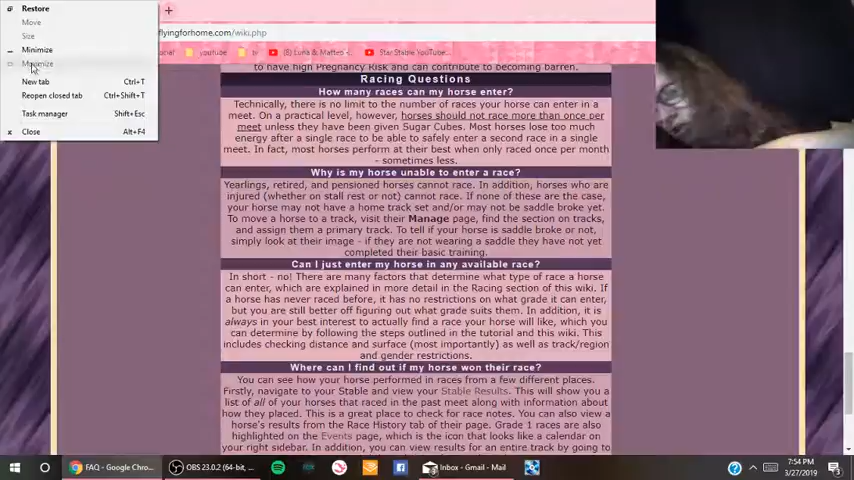 Restore
Move
Size
Minimize
Maximize
New tab Ctrl+T
Reopen closed tab Ctrl+Shift+T
Task manager Shift+Esc
Close Alt+F4
flyingforhome.com/wiki.php
youtube
tv
Luna & Matteo -
Star Stable YouTube...
to have high Pregnancy Risk and can contribute to becoming barren.
Racing Questions
How many races can my horse enter?
Technically, there is no limit to the number of races your horse can enter in a
meet. On a practical level, however, horses should not race more than once per
meet unless they have been given Sugar Cubes. Most horses lose too much
energy after a single race to be able to safely enter a second race in a single
meet. In fact, most horses perform at their best when only raced once per month
- sometimes less.
Why is my horse unable to enter a race?
Yearlings, retired, and pensioned horses cannot race. In addition, horses who are
injured (whether on stall rest or not) cannot race. If none of these are the case,
your horse may not have a home track set and/or may not be saddle broke yet.
To move a horse to a track, visit their Manage page, find the section on tracks,
and assign them a primary track. To tell if your horse is saddle broke or not,
simply look at their image - if they are not wearing a saddle they have not yet
completed their basic training.
Can I just enter my horse in any available race?
In short - no! There are many factors that determine what type of race a horse
can enter, which are explained in more detail in the Racing section of this wiki. If
a horse has never raced before, it has no restrictions on what grade it can enter,
but you are still better off figuring out what grade suits them. In addition, it is
always in your best interest to actually find a race your horse will like, which you
can determine by following the steps outlined in the tutorial and this wiki. This
includes checking distance and surface (most importantly) as well as track/region
and gender restrictions.
Where can I find out if my horse won their race?
You can see how your horse performed in races from a few different places.
Firstly, navigate to your Stable and view your Stable Results. This will show you a
list of all of your horses that raced in the past meet along with information about
how they placed. This is a great place to check for race notes. You can also view a
horse's results from the Race History tab of their page. Grade 1 races are also
highlighted on the Events page, which is the icon that looks like a calendar on
your right sidebar. In addition, you can view results for an entire track by going to
FAQ - Google Chro...
OBS 23.0.2 (64-bit, ...
Inbox - Gmail - Mo...
7:54 PM
3/27/2019